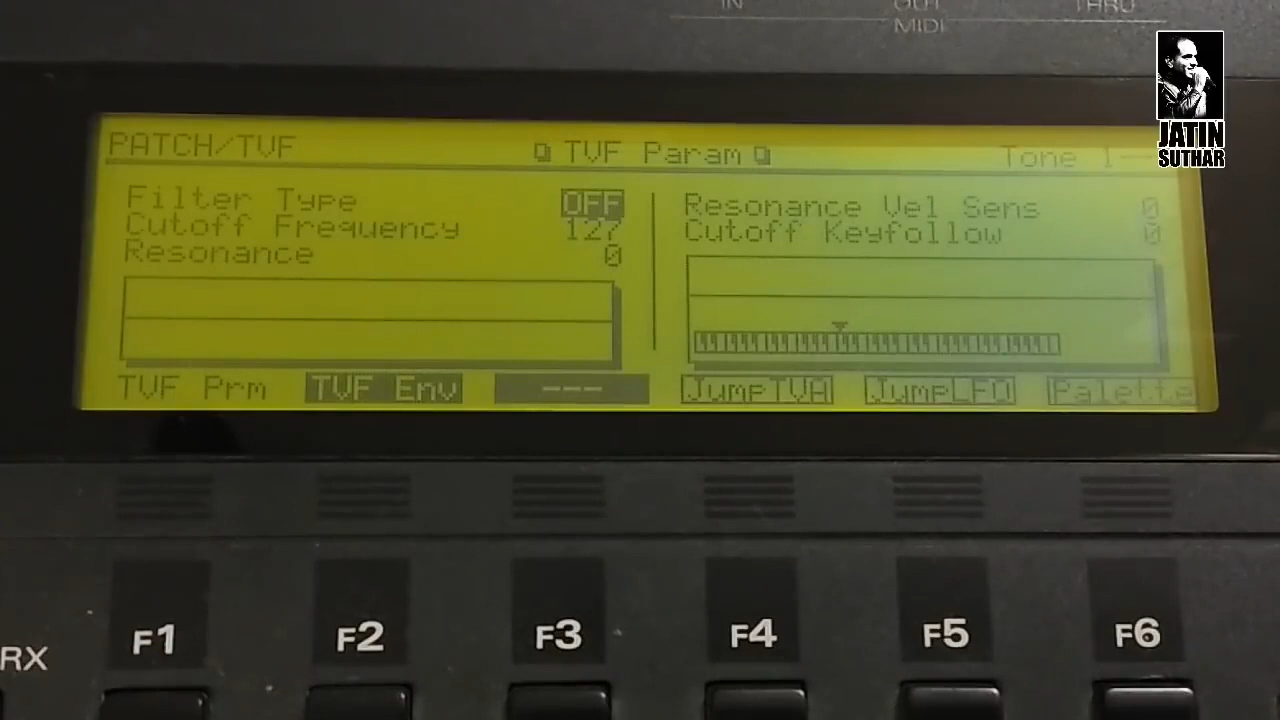 IN OUT THRU
MIDI
JATIN
SUTHAR
PATCH/TVF TVF Param Tone 1---
Filter Type OFF
Cutoff Frequency 127
Resonance 0
Resonance Vel Sens 0
Cutoff Keyfollow 0
TVF Prm TVF Env --- JumpTVA JumpLFO Palette
F1 F2 F3 F4 F5 F6
RX